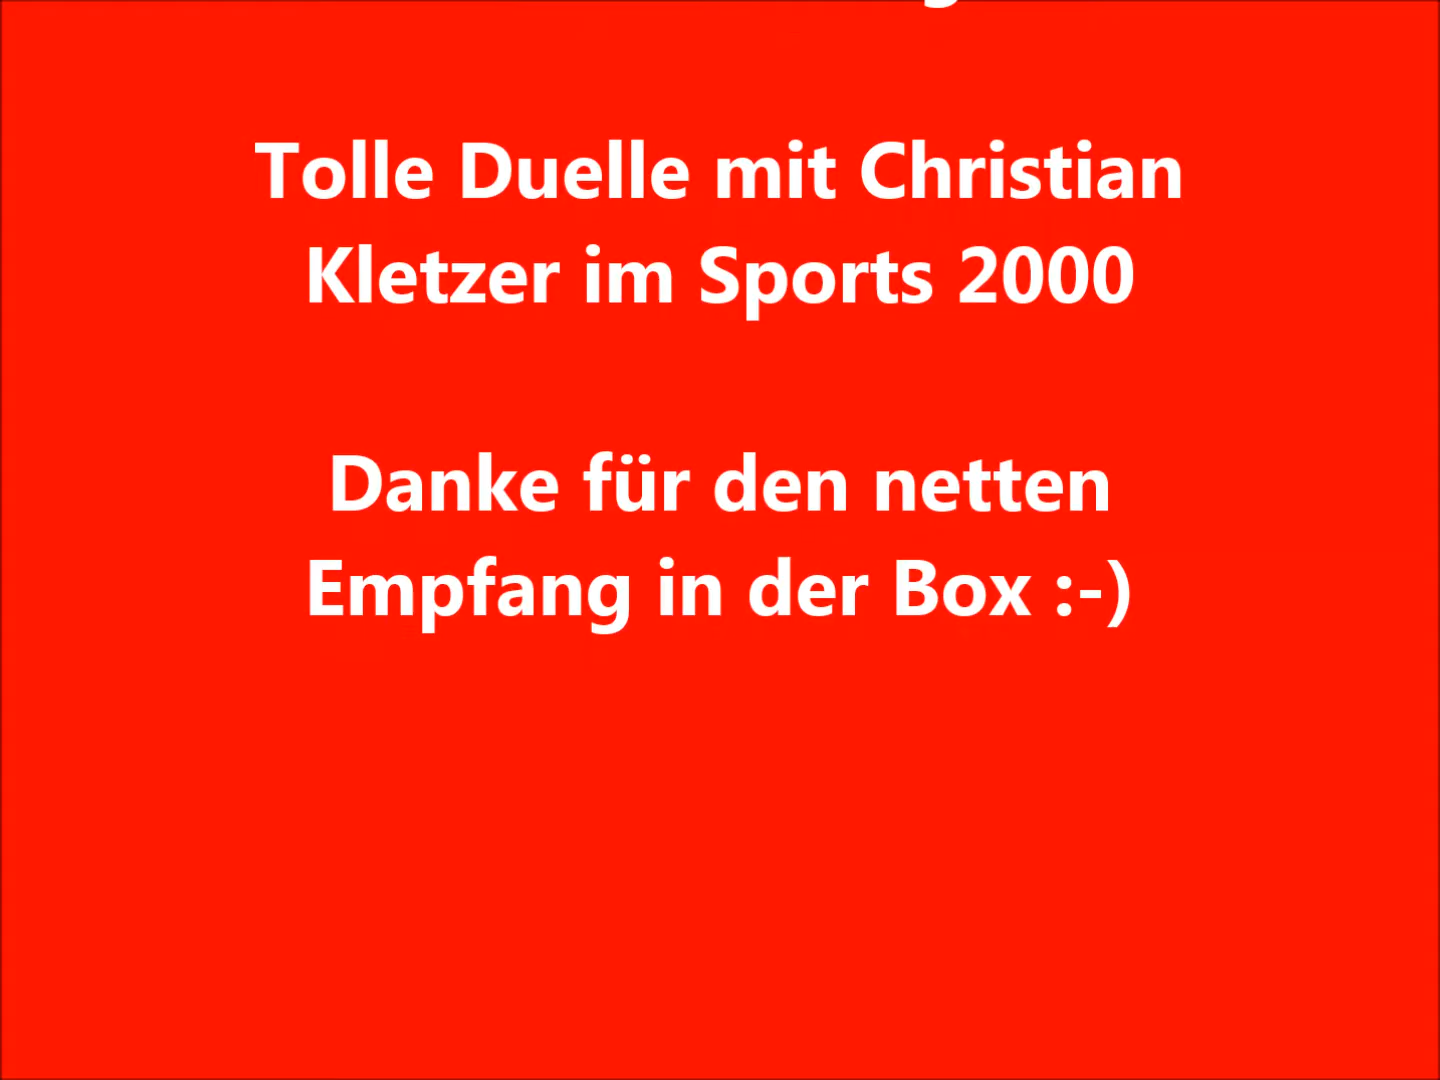 Tolle Duelle mit Christian
Kletzer im Sports 2000
Danke für den netten
Empfang in der Box :-)